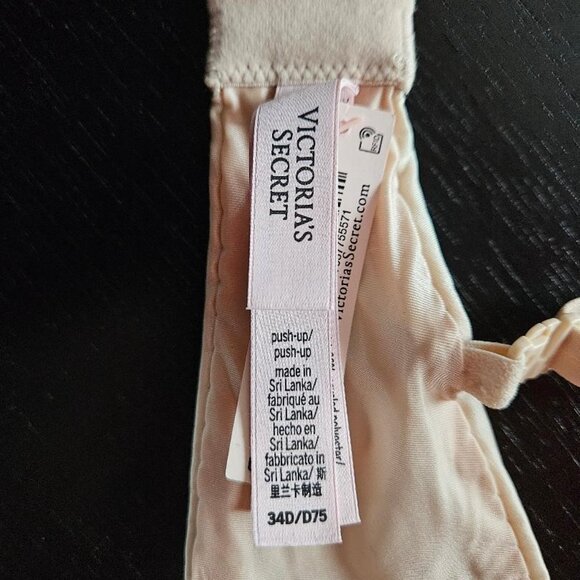 VICTORIA'S
SECRET
push-up/
push-up
made in
Sri Lanka/
fabriqué au
Sri Lanka/
hecho en
Sri Lanka/
fabbricato in
Sri Lanka/ 斯
里兰卡制造
34D/D75
/755571
VictoriasSecret.com